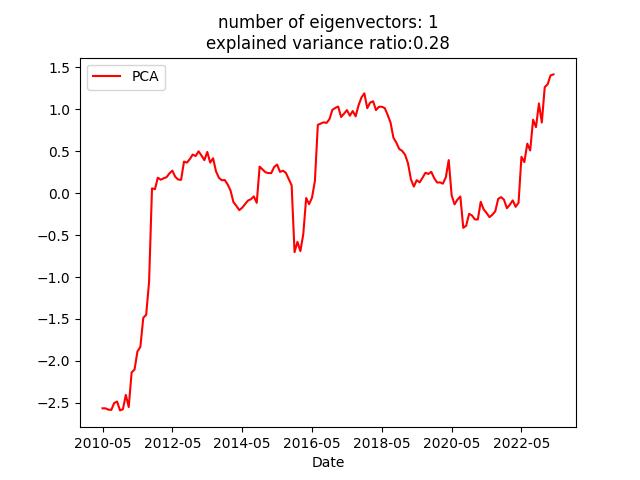 number of eigenvectors: 1
explained variance ratio:0.28
PCA
1.5
1.0
0.5
0.0
−0.5
−1.0
−1.5
−2.0
−2.5
2010-05 2012-05 2014-05 2016-05 2018-05 2020-05 2022-05
Date